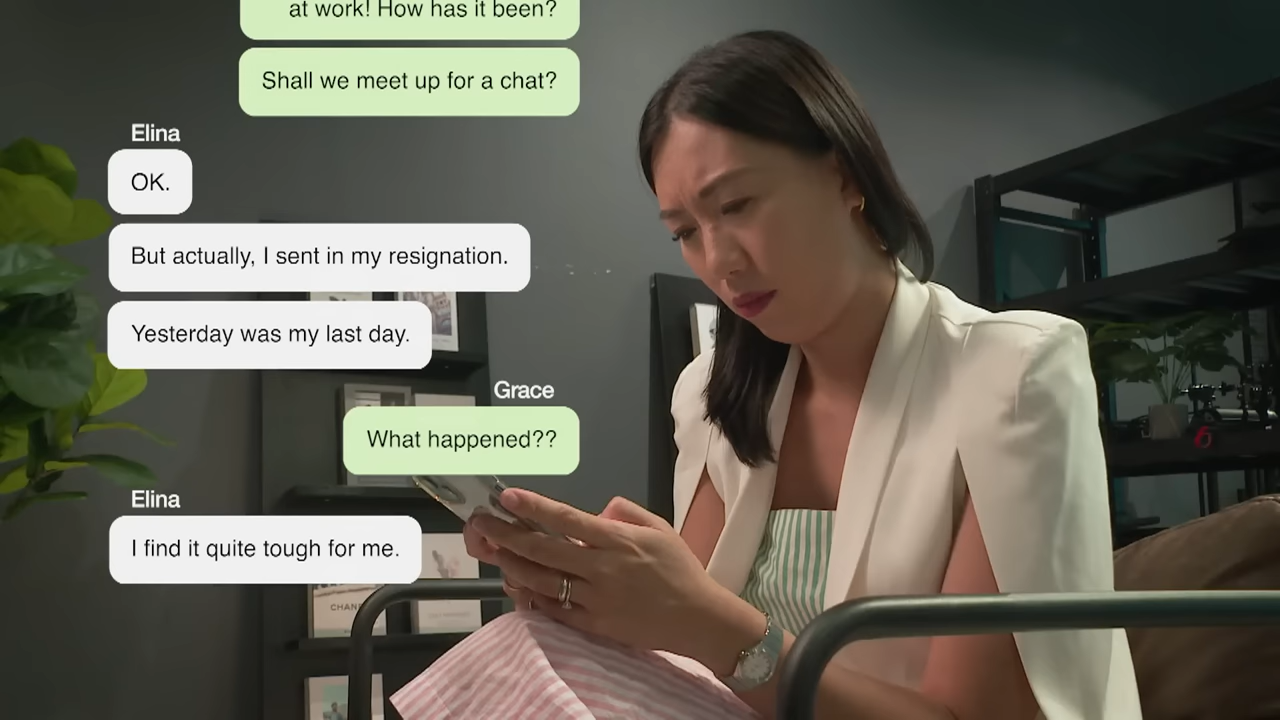 at work! How has it been?
Shall we meet up for a chat?
Elina
OK.
But actually, I sent in my resignation.
Yesterday was my last day.
Grace
What happened??
Elina
I find it quite tough for me.
CHAN